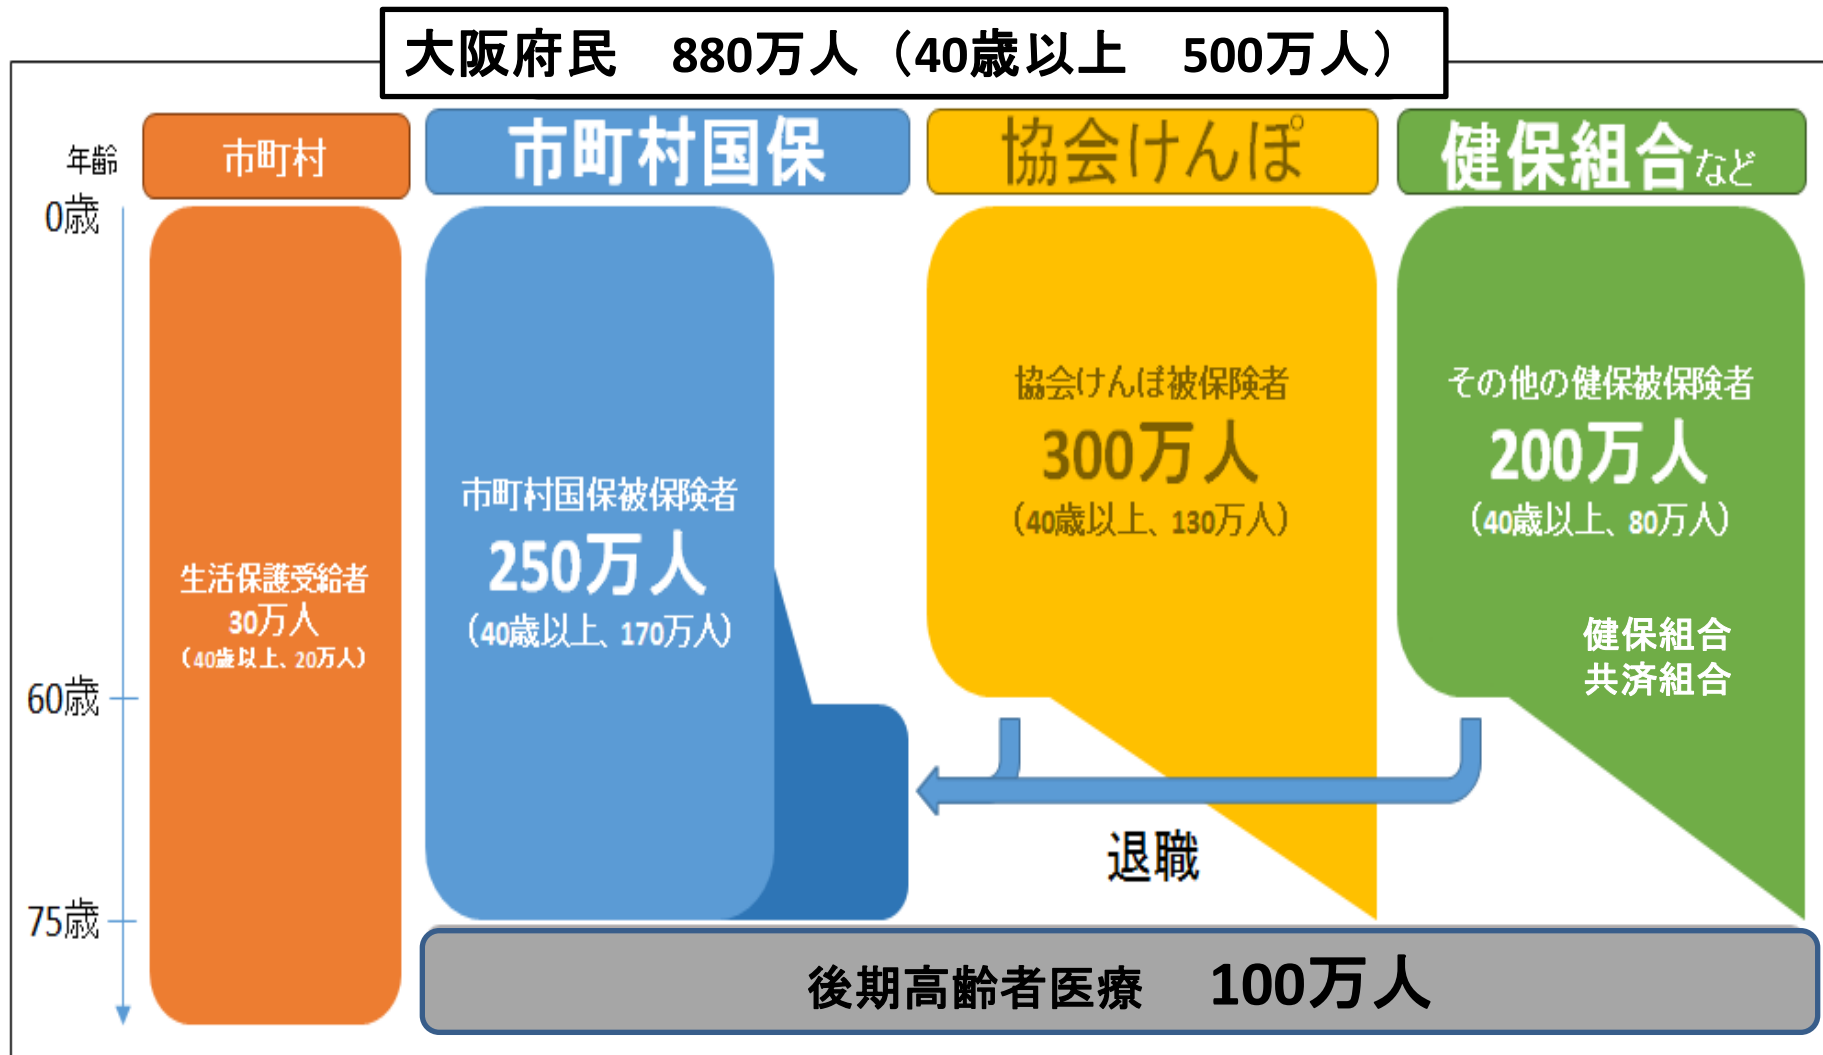 大阪府民　880万人（40歳以上　500万人）
年齢
市町村
市町村国保
協会けんぽ
健保組合など
0歳
60歳
75歳
生活保護受給者
30万人
（40歳以上、20万人）
市町村国保被保険者
250万人
（40歳以上、170万人）
協会けんぽ被保険者
300万人
（40歳以上、130万人）
その他の健保被保険者
200万人
（40歳以上、80万人）
健保組合
共済組合
退職
後期高齢者医療　100万人